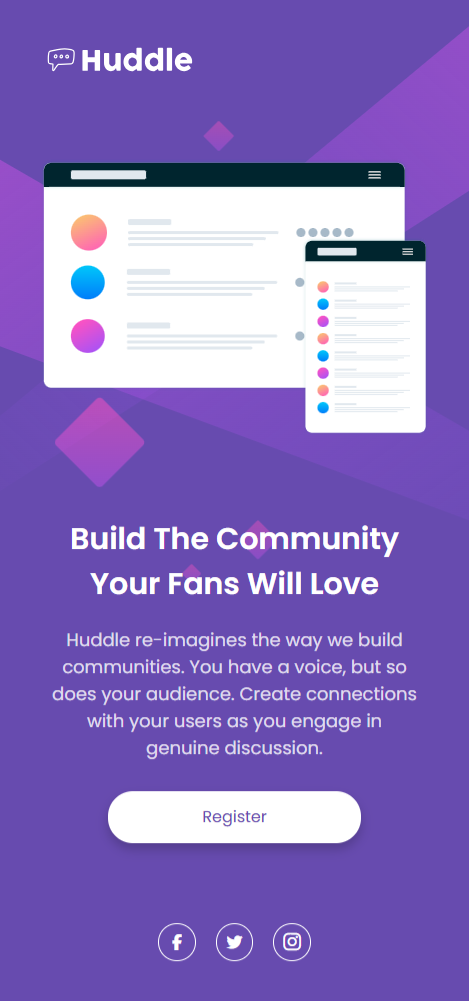 Huddle
Build The Community
Your Fans Will Love
Huddle re-imagines the way we build
communities. You have a voice, but so
does your audience. Create connections
with your users as you engage in
genuine discussion.
Register